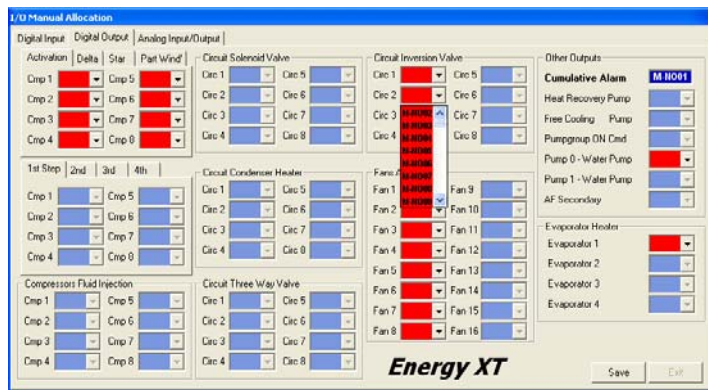 I/O Manual Allocation
Digital Input
Digital Output
Analog Input/Output
Activation
Delta
Star
Part Wind'
Cmp 1
Cmp 5
Cmp 2
Cmp 6
Cmp 3
Cmp 7
Cmp 4
Cmp 8
1st Step
2nd
3rd
4th
Cmp 1
Cmp 5
Cmp 2
Cmp 6
Cmp 3
Cmp 7
Cmp 4
Cmp 8
Compressors Fluid Injection
Cmp 1
Cmp 5
Cmp 2
Cmp 6
Cmp 3
Cmp 7
Cmp 4
Cmp 8
Circuit Solenoid Valve
Circ 1
Circ 5
Circ 2
Circ 6
Circ 3
Circ 7
Circ 4
Circ 8
Circuit Condenser Heater
Circ 1
Circ 5
Circ 2
Circ 6
Circ 3
Circ 7
Circ 4
Circ 8
Circuit Three Way Valve
Circ 1
Circ 5
Circ 2
Circ 6
Circ 3
Circ 7
Circ 4
Circ 8
Circuit Inversion Valve
Circ 1
Circ 5
Circ 2
Circ 6
Circ 3
Circ 7
Circ 4
Circ 8
M-NO02
M-NO03
M-NO04
M-NO05
M-NO06
M-NO07
M-NO08
M-NO09
Fans A
Fan 1
Fan 9
Fan 2
Fan 10
Fan 3
Fan 11
Fan 4
Fan 12
Fan 5
Fan 13
Fan 6
Fan 14
Fan 7
Fan 15
Fan 8
Fan 16
Other Outputs
Cumulative Alarm M-NO01
Heat Recovery Pump
Free Cooling Pump
Pumpgroup ON Cmd
Pump 0 - Water Pump
Pump 1 - Water Pump
AF Secondary
Evaporator Heater
Evaporator 1
Evaporator 2
Evaporator 3
Evaporator 4
Energy XT
Save
Exit